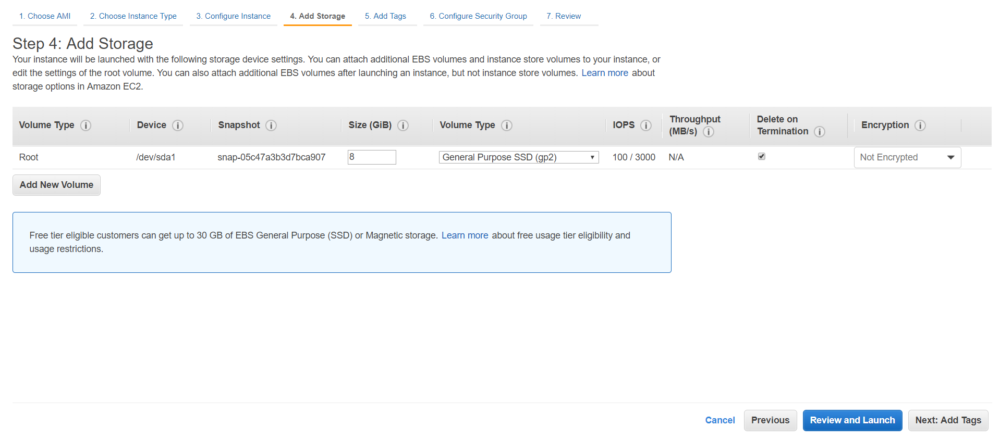 1. Choose AMI 2. Choose Instance Type 3. Configure Instance 4. Add Storage 5. Add Tags 6. Configure Security Group 7. Review
Step 4: Add Storage
Your instance will be launched with the following storage device settings. You can attach additional EBS volumes and instance store volumes to your instance, or
edit the settings of the root volume. You can also attach additional EBS volumes after launching an instance, but not instance store volumes. Learn more about
storage options in Amazon EC2.
Volume Type i Device i Snapshot i Size (GiB) i Volume Type i IOPS i Throughput (MB/s) i Delete on Termination i Encryption i
Root /dev/sda1 snap-05c47a3b3d7bca907 8 General Purpose SSD (gp2) 100 / 3000 N/A Not Encrypted
Add New Volume
Free tier eligible customers can get up to 30 GB of EBS General Purpose (SSD) or Magnetic storage. Learn more about free usage tier eligibility and
usage restrictions.
Cancel Previous Review and Launch Next: Add Tags